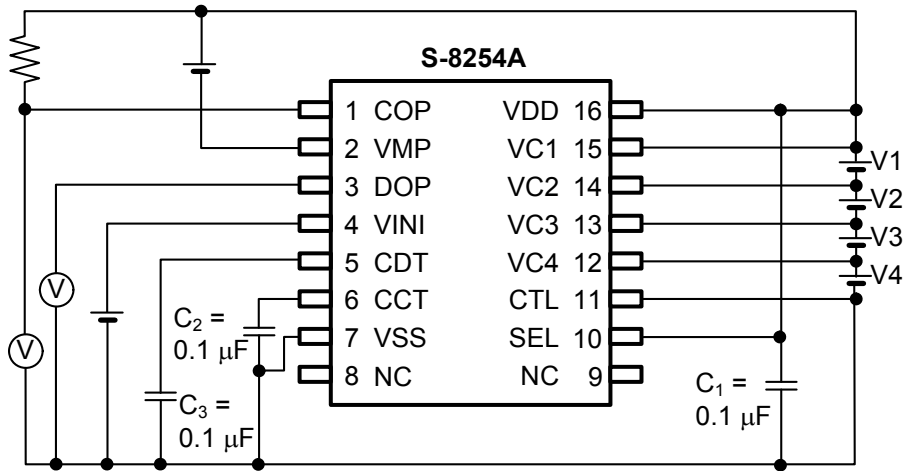 S-8254A
1 COP VDD 16
2 VMP VC1 15
3 DOP VC2 14
4 VINI VC3 13
5 CDT VC4 12
6 CCT CTL 11
7 VSS SEL 10
8 NC NC 9
V1
V2
V3
V4
V
V
C2 =
0.1 μF
C3 =
0.1 μF
C1 =
0.1 μF